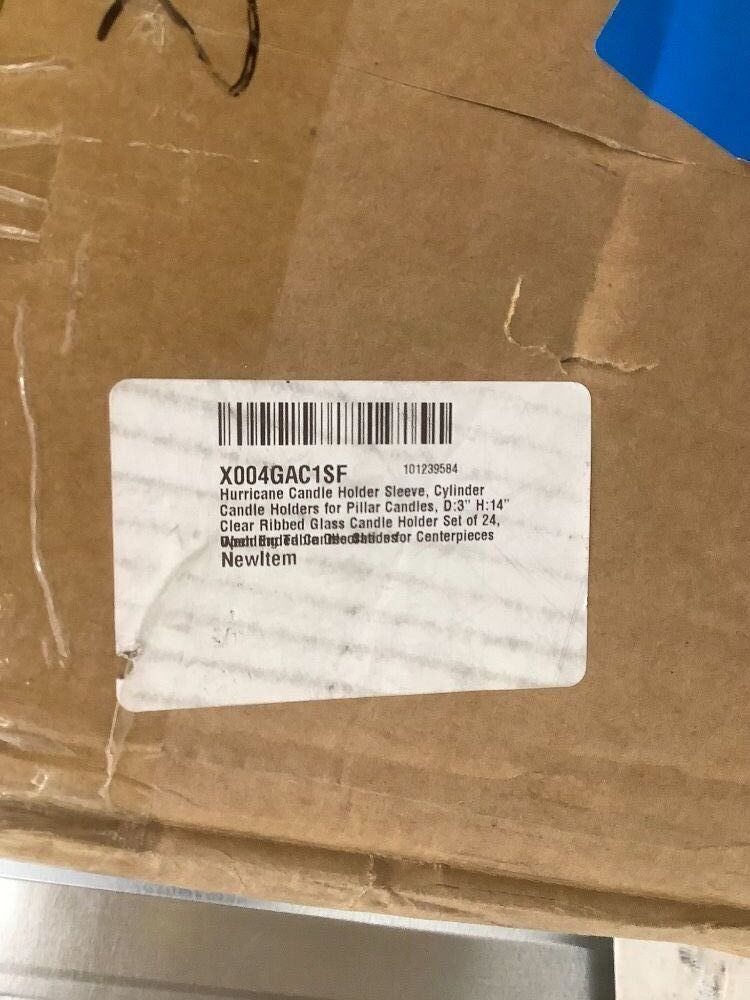 X004GAC1SF
101239584
Hurricane Candle Holder Sleeve, Cylinder
Candle Holders for Pillar Candles, D:3" H:14"
Clear Ribbed Glass Candle Holder Set of 24,
for Centerpieces
NewItem